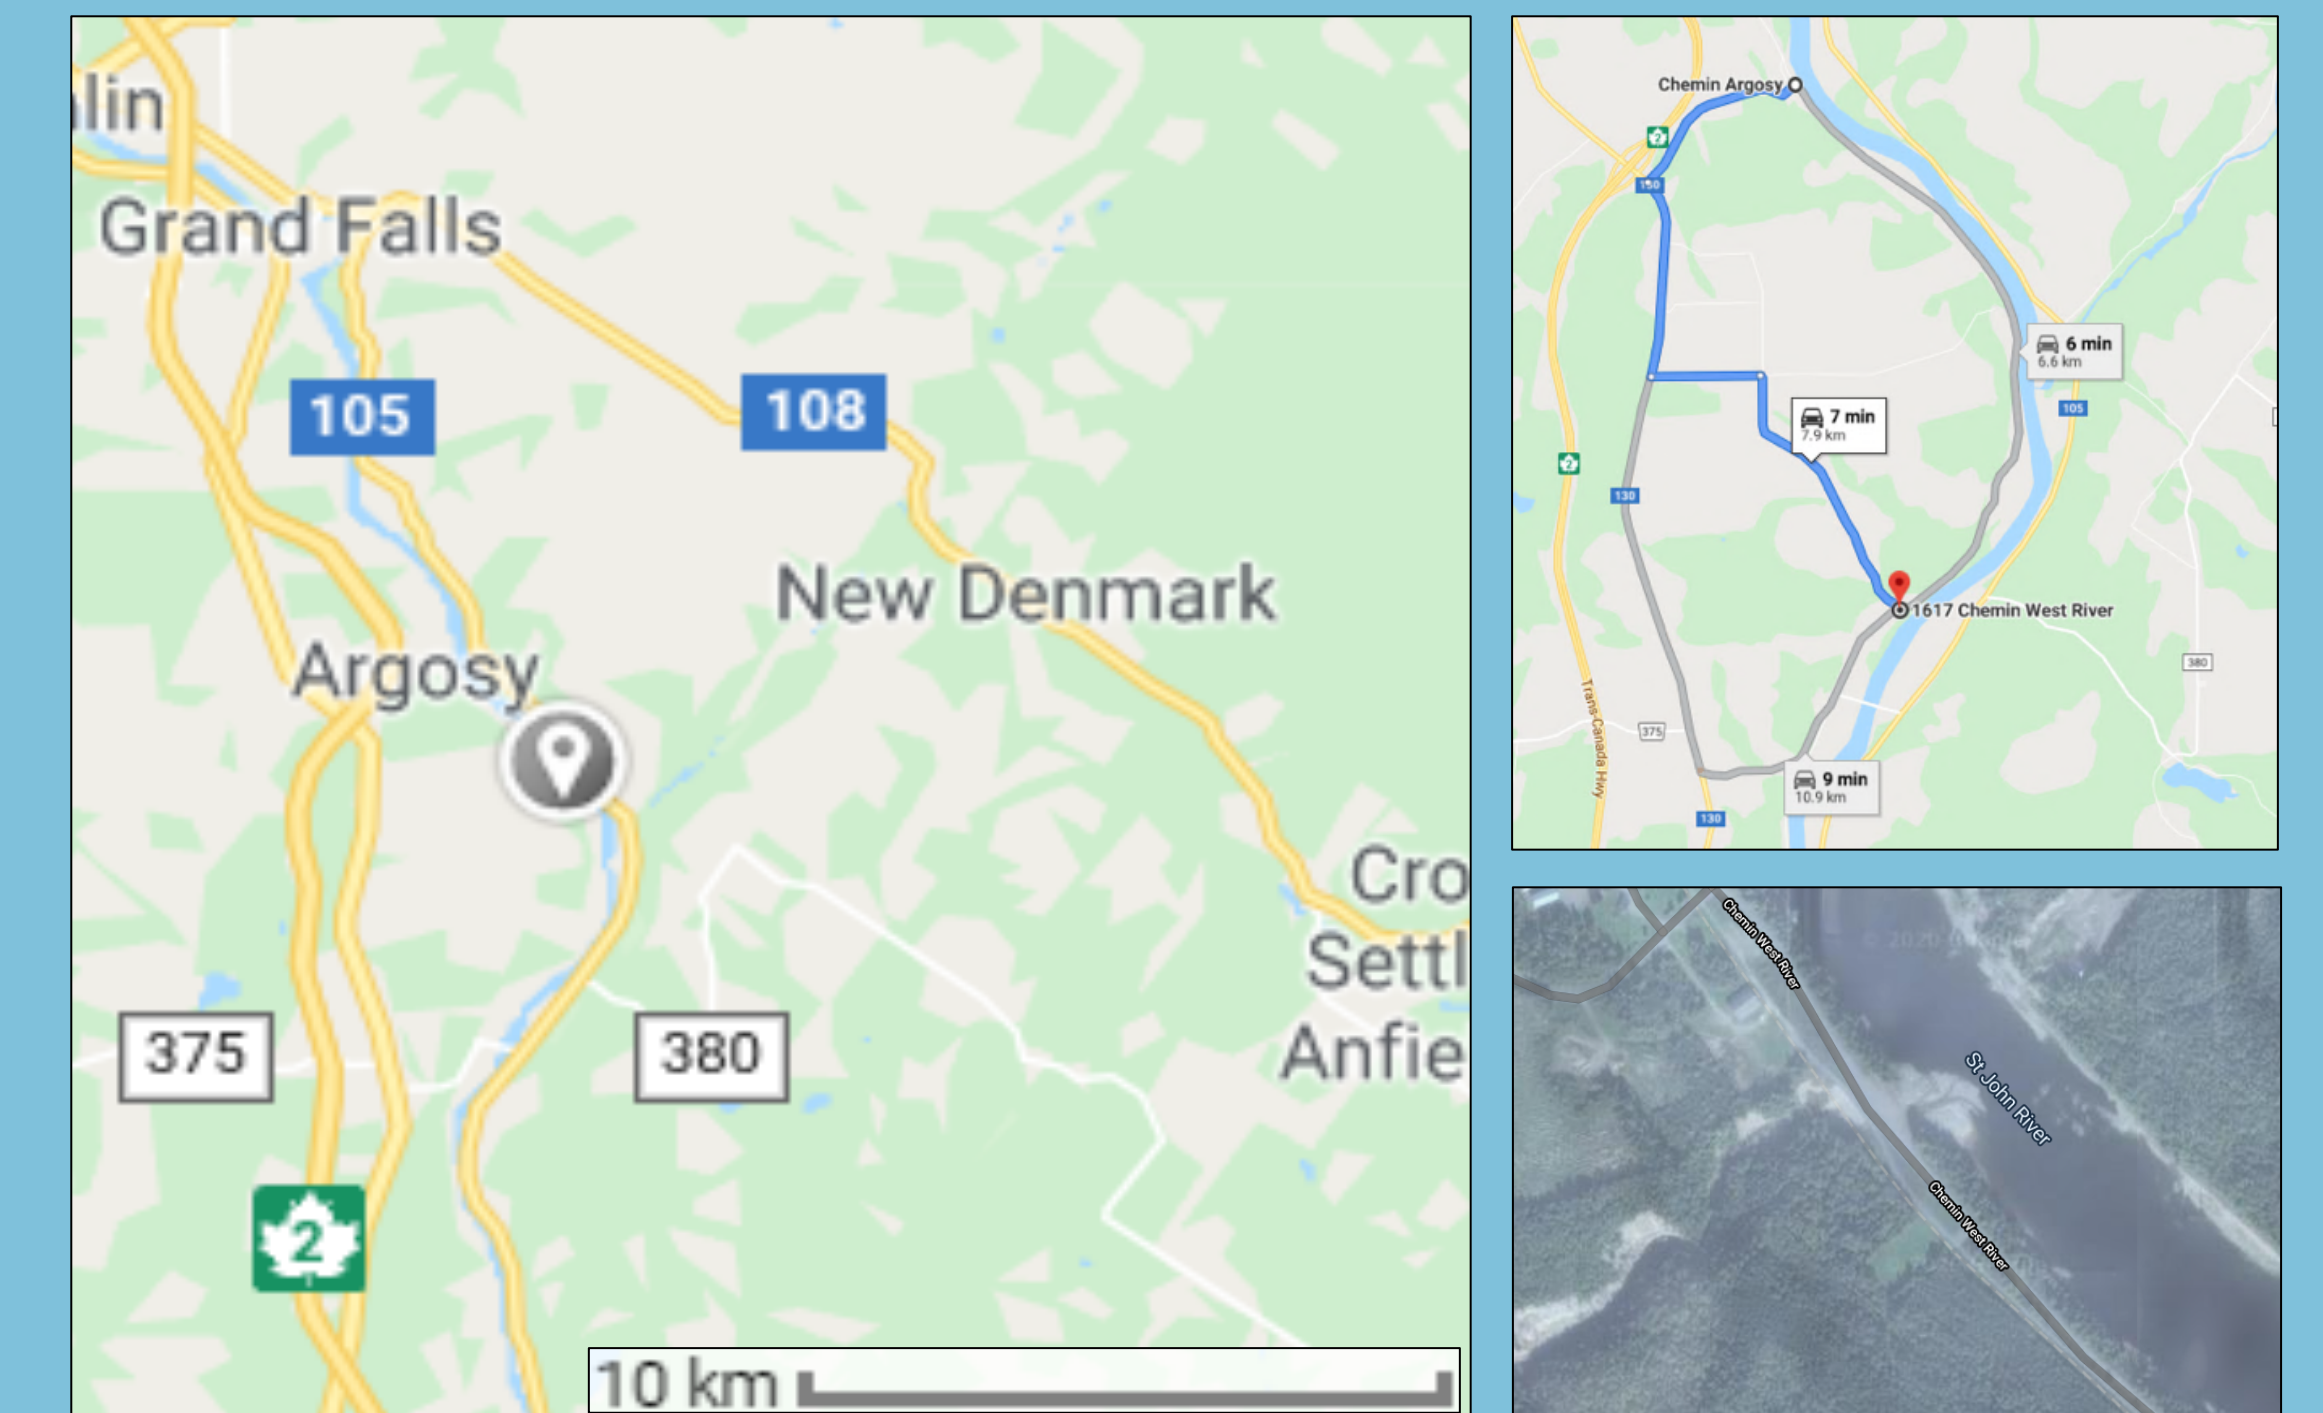 lin
Grand Falls
105
108
New Denmark
Argosy
Cro
Settl
Anfie
375
380
2
10 km
Chemin Argosy
2
130
6 min
6.6 km
105
7 min
7.9 km
2
130
1617 Chemin West River
380
Trans-Canada Hwy
375
9 min
10.9 km
130
Chemin West River
St John River
Chemin West River